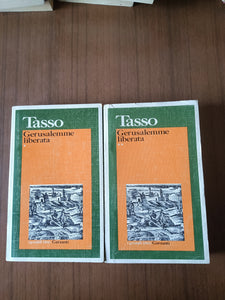 Tasso
Gerusalemme
liberata
Garzanti
Tasso
Gerusalemme
liberata
Garzanti